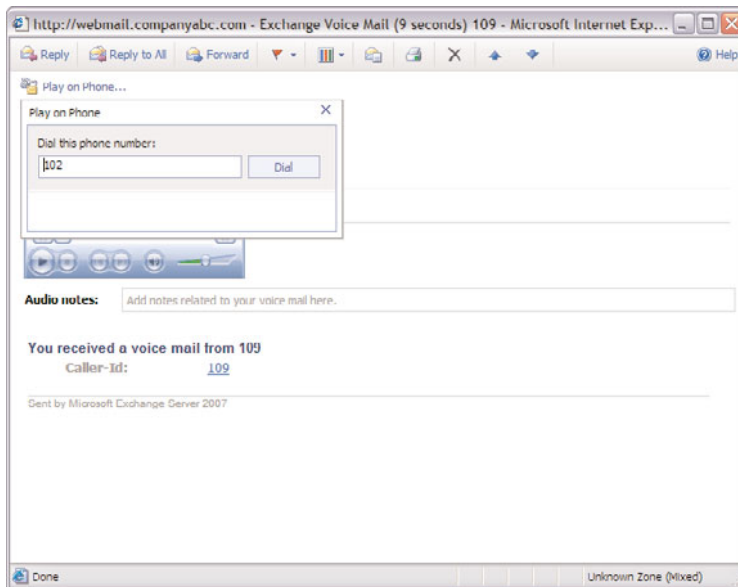 http://webmail.companyabc.com - Exchange Voice Mail (9 seconds) 109 - Microsoft Internet Exp...
Reply Reply to All Forward Help
Play on Phone...
Play on Phone
Dial this phone number:
102 Dial
Audio notes: Add notes related to your voice mail here.
You received a voice mail from 109
Caller-Id: 109
Sent by Microsoft Exchange Server 2007
Done Unknown Zone (Mixed)